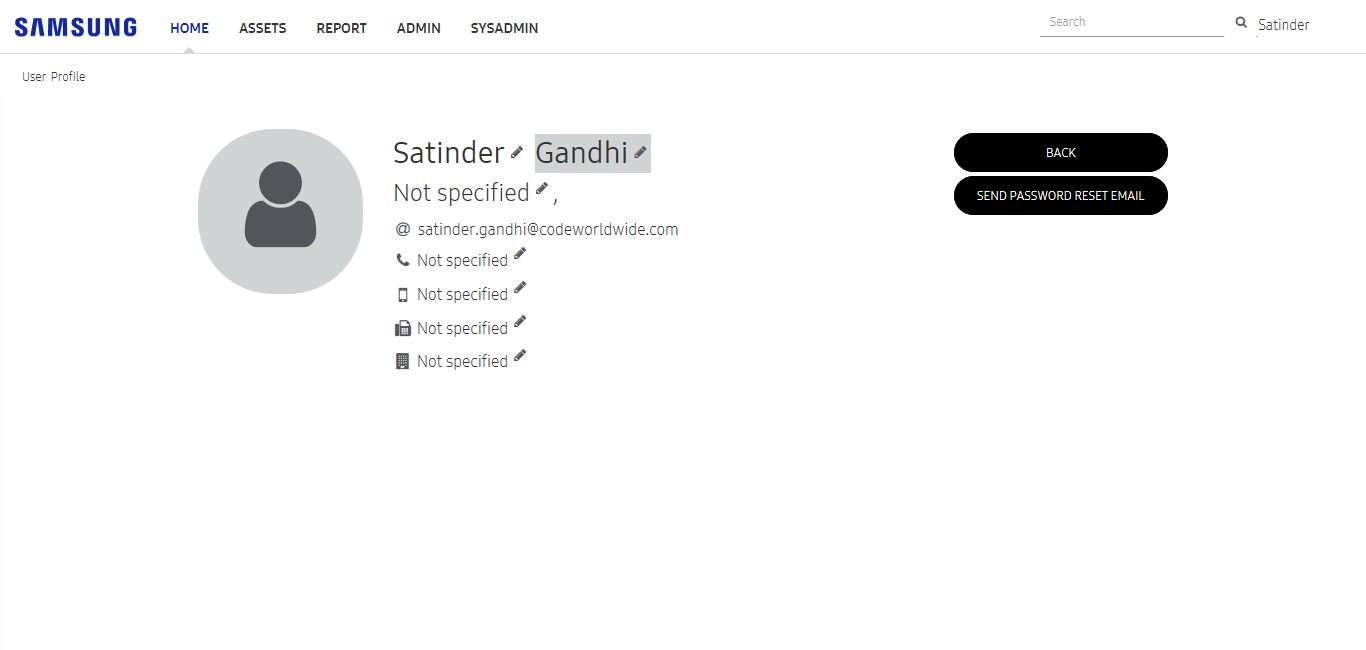 SAMSUNG HOME ASSETS REPORT ADMIN SYSADMIN Search Satinder
User Profile
Satinder Gandhi BACK
Not specified , SEND PASSWORD RESET EMAIL
@ satinder.gandhi@codeworldwide.com
Not specified
Not specified
Not specified
Not specified